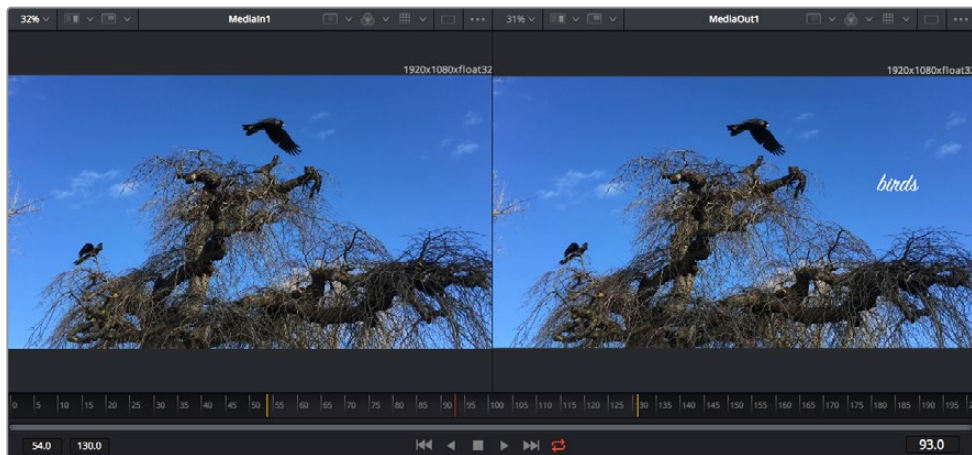 32% MediaIn1 31% MediaOut1
1920x1080xfloat32 1920x1080xfloat32
birds
0 5 10 15 20 25 30 35 40 45 50 55 60 65 70 75 80 85 90 95 100 105 110 115 120 125 30 135 140 145 150 155 160 165 170 175 180 185 190 195
54.0 130.0 93.0